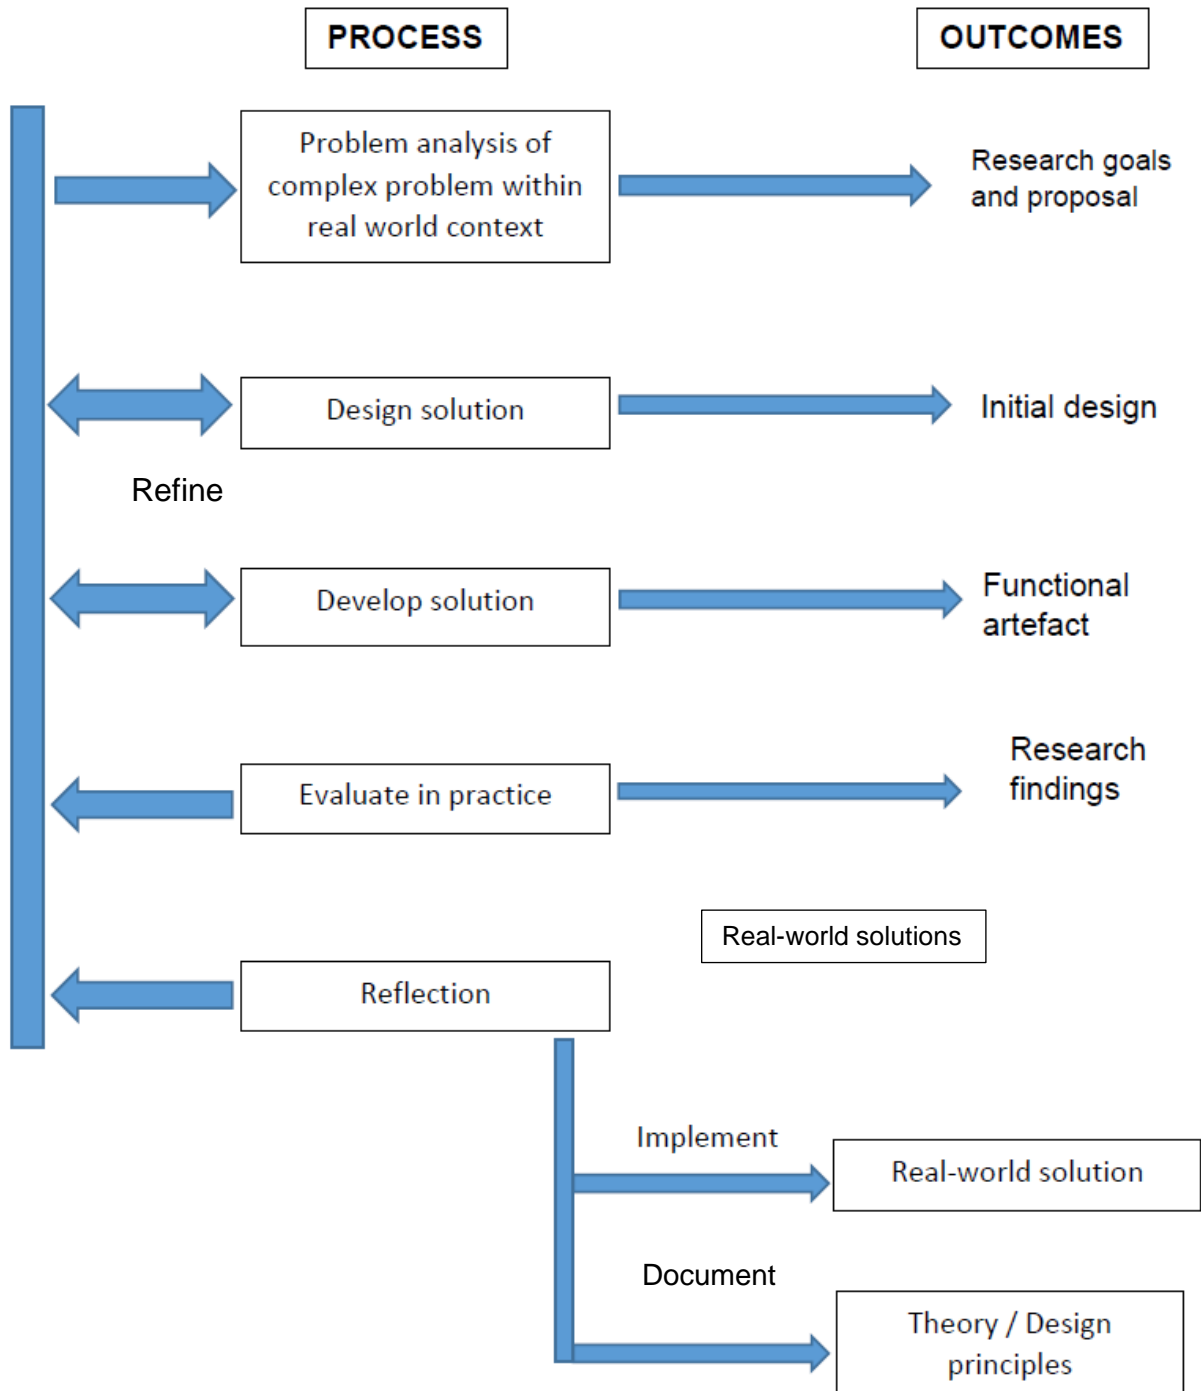 PROCESS
OUTCOMES
Problem analysis of
complex problem within
real world context
Research goals
and proposal
Design solution
Initial design
Refine
Develop solution
Functional
artefact
Evaluate in practice
Research
findings
Real-world solutions
Reflection
Implement
Real-world solution
Document
Theory / Design
principles